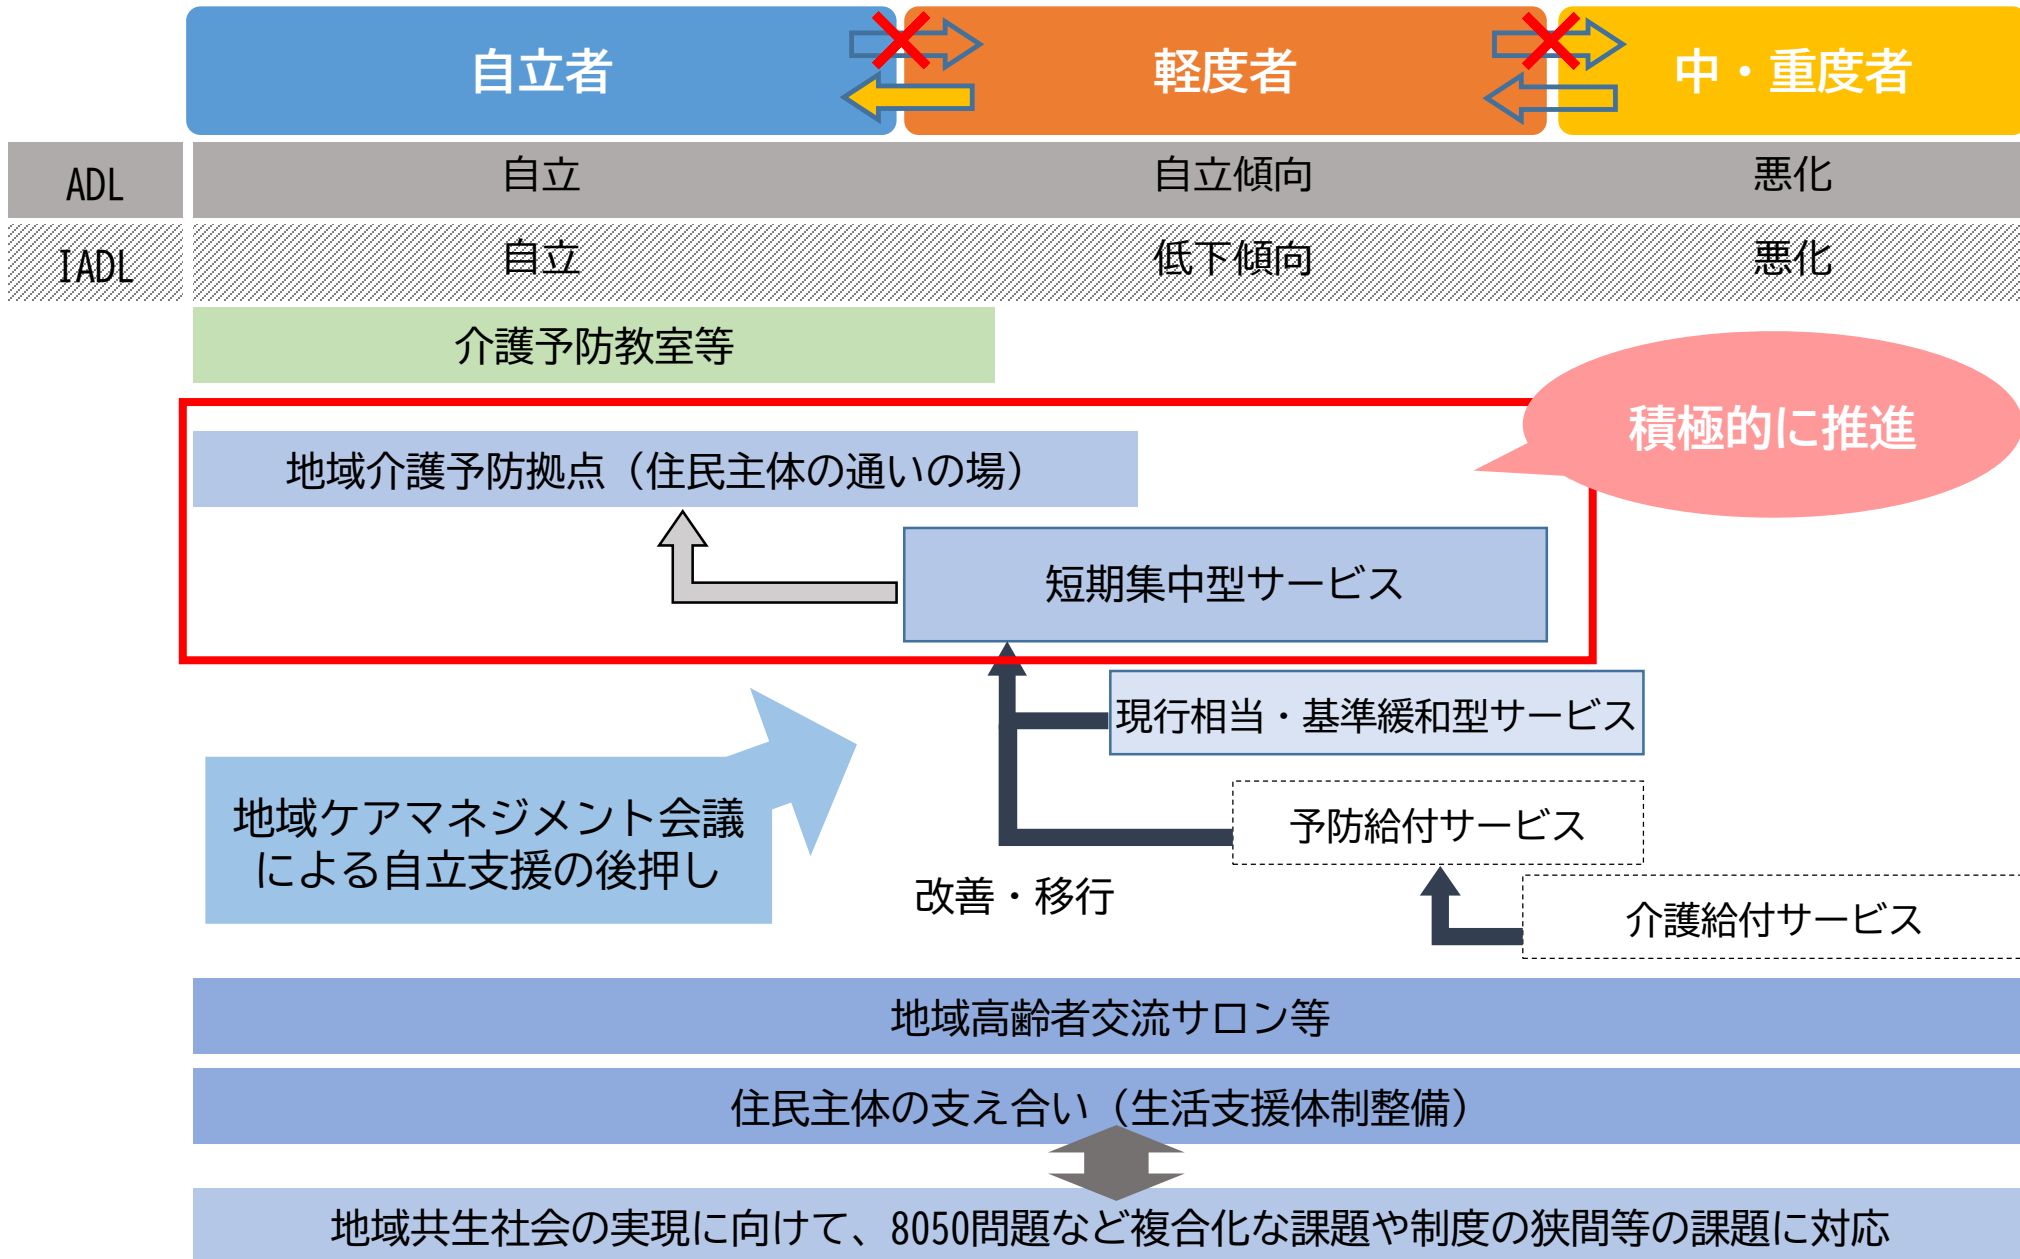 自立者
軽度者
中・重度者
ADL
自立
自立傾向
悪化
IADL
自立
低下傾向
悪化
介護予防教室等
積極的に推進
地域介護予防拠点（住民主体の通いの場）
短期集中型サービス
現行相当・基準緩和型サービス
地域ケアマネジメント会議
による自立支援の後押し
予防給付サービス
改善・移行
介護給付サービス
地域高齢者交流サロン等
住民主体の支え合い（生活支援体制整備）
地域共生社会の実現に向けて、8050問題など複合化な課題や制度の狭間等の課題に対応